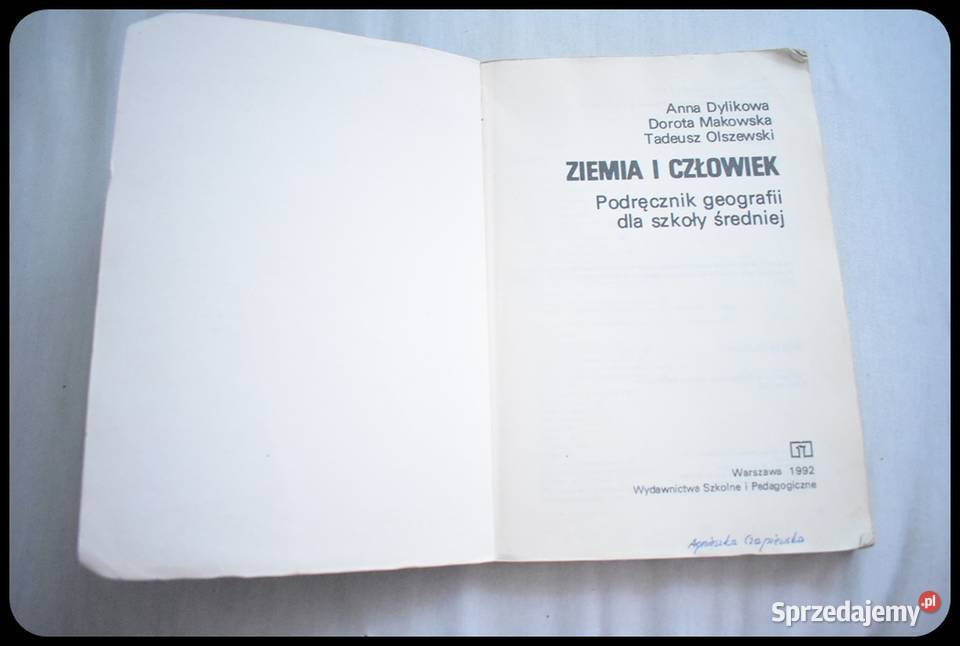 Anna Dylikowa
Dorota Makowska
Tadeusz Olszewski
ZIEMIA I CZŁOWIEK
Podręcznik geografii
dla szkoły średniej
Warszawa 1992
Wydawnictwa Szkolne i Pedagogiczne
Agnieszka
Sprzedajemy.pl